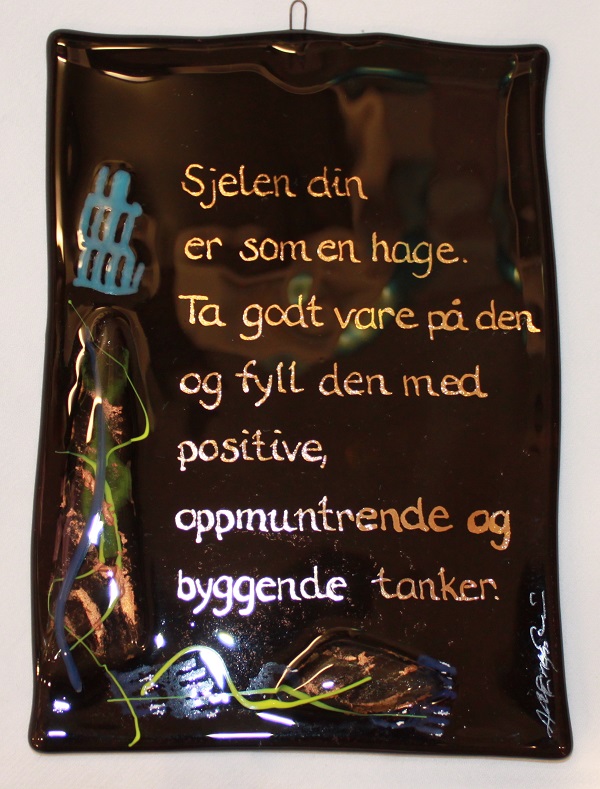 Sjelen din
er som en hage.
Ta godt vare på den
og fyll den med
positive,
oppmuntrende og
byggende tanker.